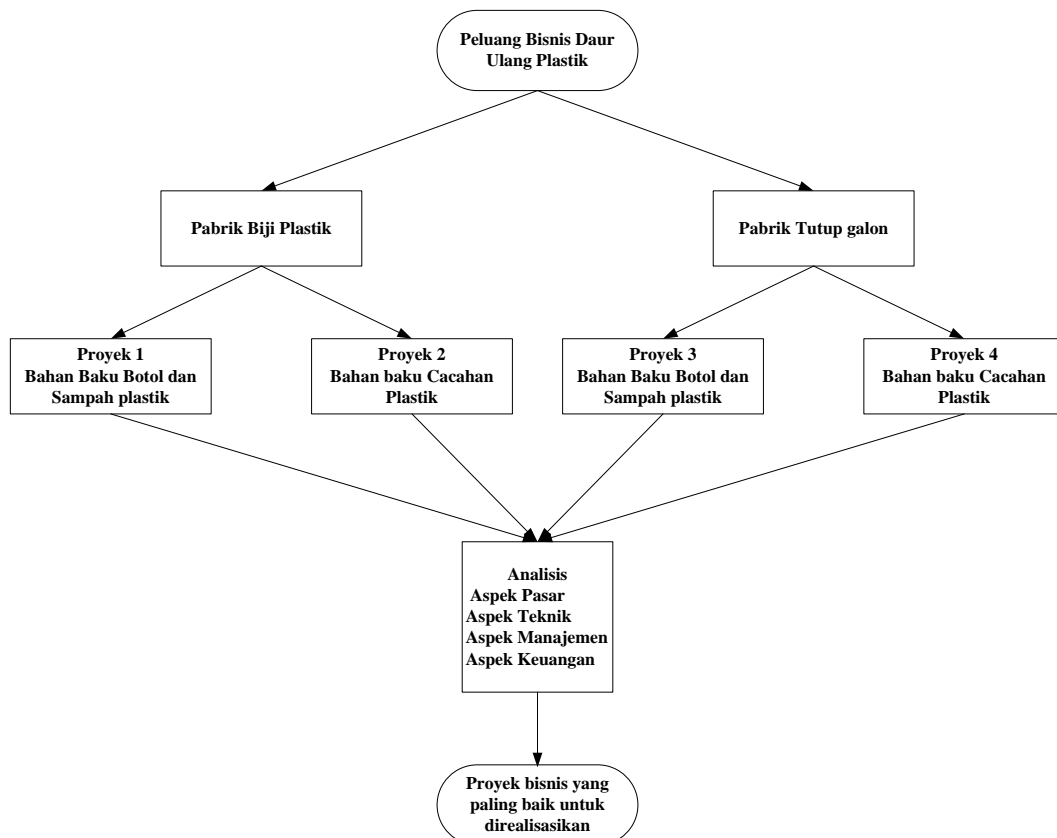 Peluang Bisnis Daur
Ulang Plastik
Pabrik Biji Plastik
Pabrik Tutup galon
Proyek 1
Bahan Baku Botol dan
Sampah plastik
Proyek 2
Bahan baku Cacahan
Plastik
Proyek 3
Bahan Baku Botol dan
Sampah plastik
Proyek 4
Bahan baku Cacahan
Plastik
Analisis
Aspek Pasar
Aspek Teknik
Aspek Manajemen
Aspek Keuangan
Proyek bisnis yang
paling baik untuk
direalisasikan